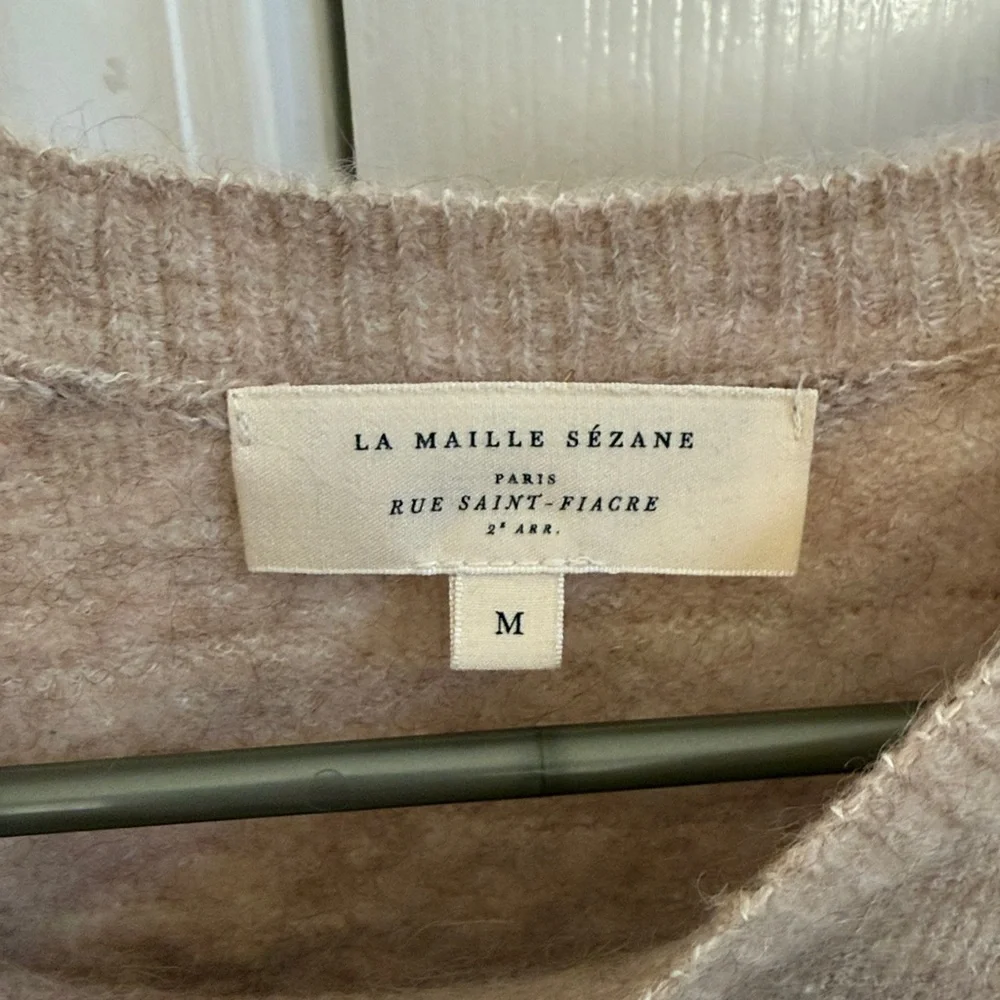 LA MAILLE SÉZANE
PARIS
RUE SAINT-FIACRE
2E ARR.
M